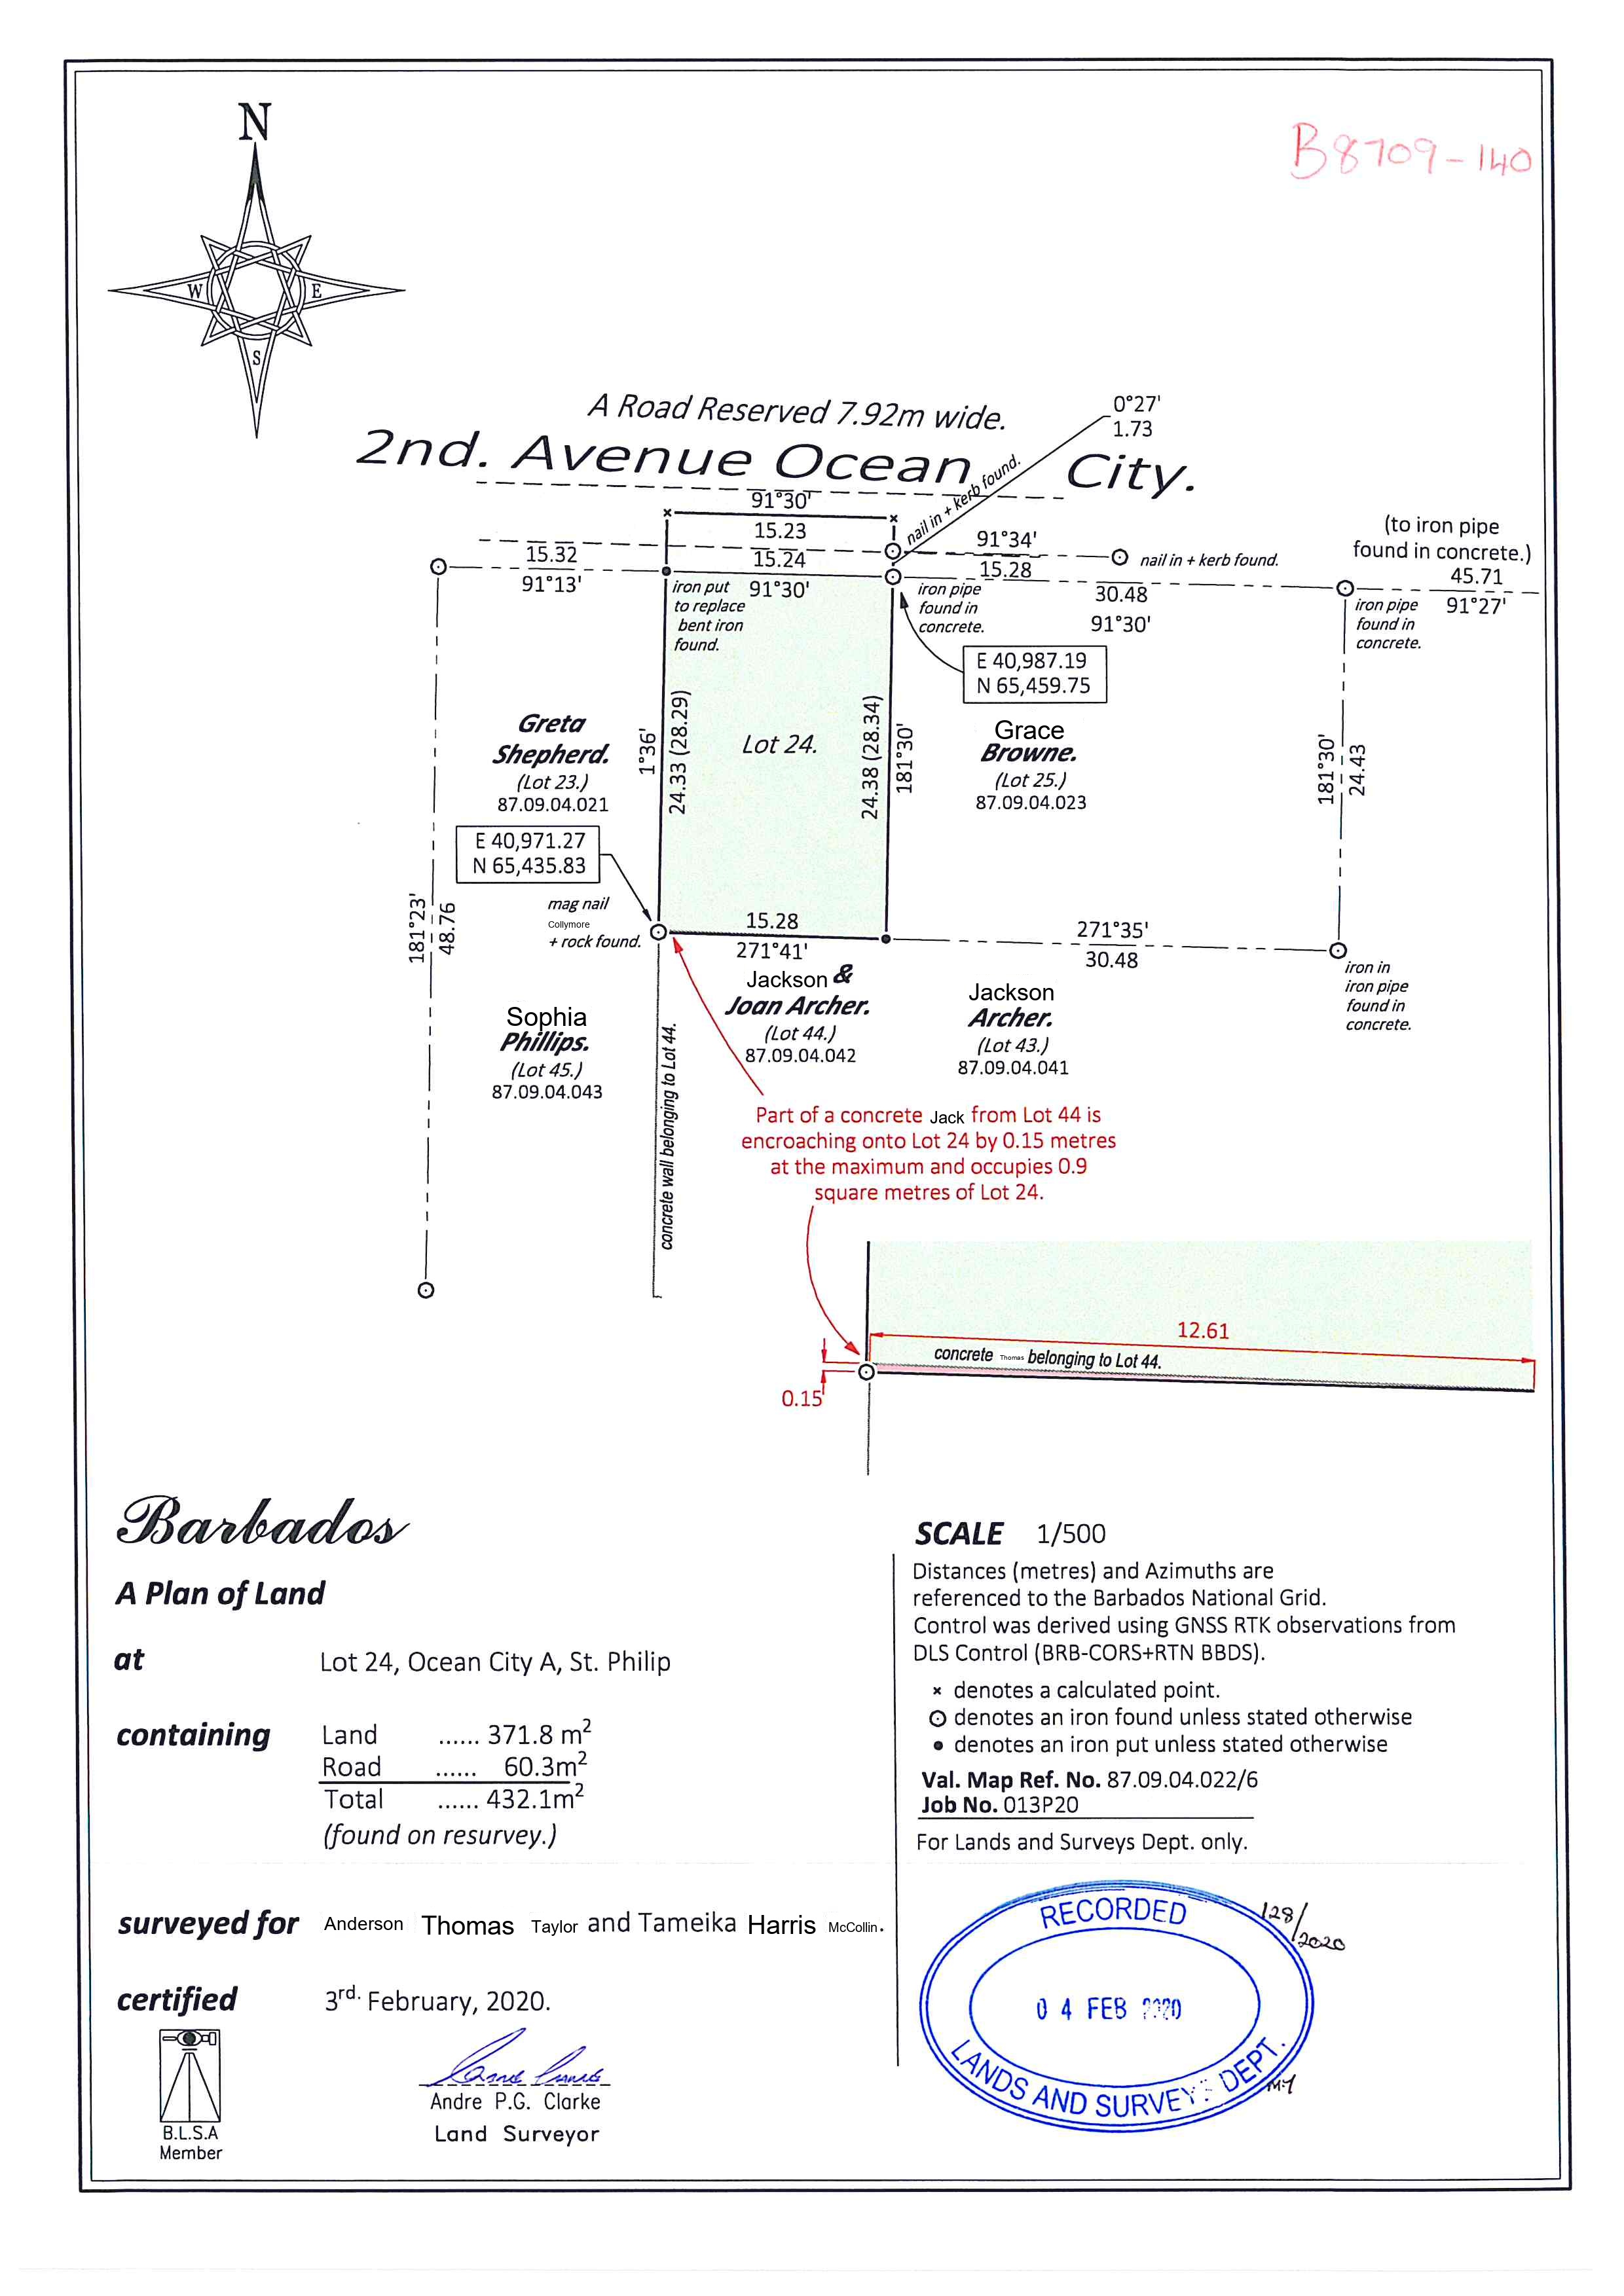 B8709-140
N
W
E
S
A Road Reserved 7.92m wide.
2nd. Avenue Ocean City.
0°27'
1.73
nail in + kerb found.
91°30'
15.23
15.24
91°30'
15.32
91°13'
91°34'
15.28
nail in + kerb found.
30.48
91°30'
(to iron pipe
found in concrete.)
45.71
91°27'
iron put
to replace
bent iron
found.
iron pipe
found in
concrete.
iron pipe
found in
concrete.
E 40,987.19
N 65,459.75
Greta
Shepherd.
(Lot 23.)
87.09.04.021
1°36'
24.33 (28.29)
Lot 24.
24.38 (28.34)
181°30'
Grace
Browne.
(Lot 25.)
87.09.04.023
181°30'
24.43
E 40,971.27
N 65,435.83
mag nail
Collymore
+ rock found.
181°23'
48.76
15.28
271°41'
271°35'
30.48
iron in
iron pipe
found in
concrete.
Jackson &
Joan Archer.
(Lot 44.)
87.09.04.042
Jackson
Archer.
(Lot 43.)
87.09.04.041
Sophia
Phillips.
(Lot 45.)
87.09.04.043
concrete wall belonging to Lot 44.
Part of a concrete Jack from Lot 44 is
encroaching onto Lot 24 by 0.15 metres
at the maximum and occupies 0.9
square metres of Lot 24.
12.61
concrete Thomas belonging to Lot 44.
0.15
Barbados
A Plan of Land
at Lot 24, Ocean City A, St. Philip
containing Land ...... 371.8 m²
Road ...... 60.3m²
Total ...... 432.1m²
(found on resurvey.)
surveyed for Anderson Thomas Taylor and Tameika Harris McCollin.
certified 3rd. February, 2020.
B.L.S.A
Member
Andre P.G. Clarke
Land Surveyor
SCALE 1/500
Distances (metres) and Azimuths are
referenced to the Barbados National Grid.
Control was derived using GNSS RTK observations from
DLS Control (BRB-CORS+RTN BBDS).
× denotes a calculated point.
⊙ denotes an iron found unless stated otherwise
• denotes an iron put unless stated otherwise
Val. Map Ref. No. 87.09.04.022/6
Job No. 013P20
For Lands and Surveys Dept. only.
RECORDED
128/2020
04 FEB 2020
LANDS AND SURVEYS DEPT.